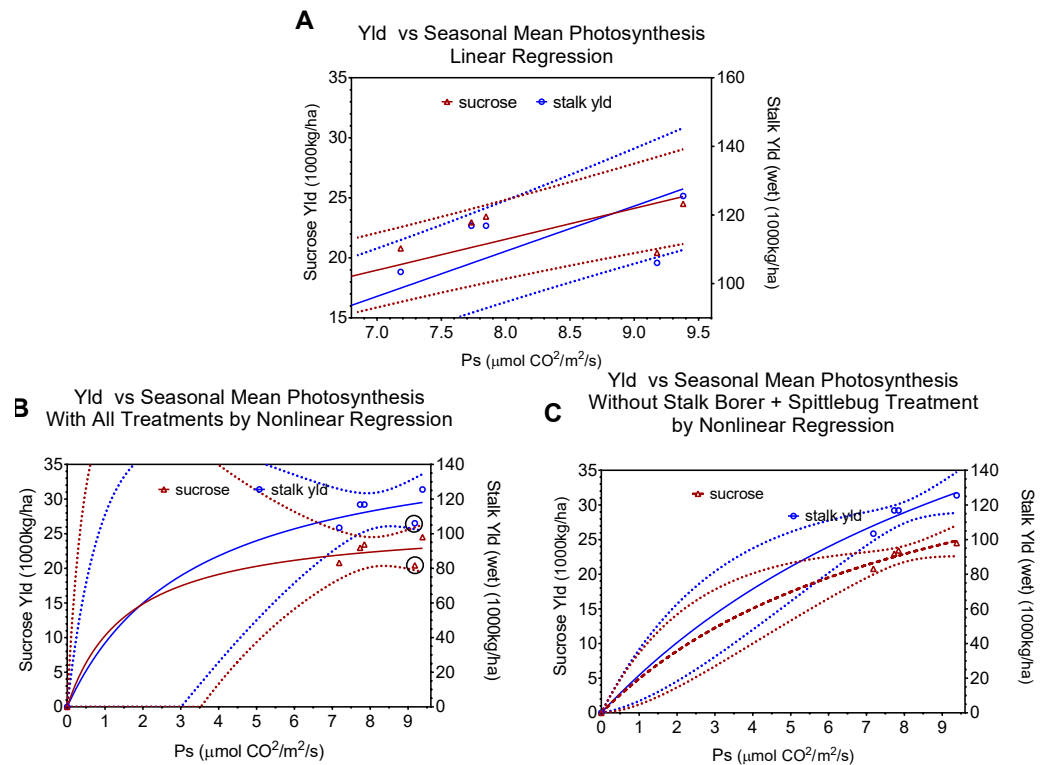 A
Yld vs Seasonal Mean Photosynthesis
Linear Regression
35
30
25
20
15
Sucrose Yld (1000kg/ha)
sucrose
stalk yld
160
140
120
100
Stalk Yld (wet) (1000kg/ha)
7.0 7.5 8.0 8.5 9.0 9.5
Ps (μmol CO²/m²/s)
B
Yld vs Seasonal Mean Photosynthesis
With All Treatments by Nonlinear Regression
35
30
25
20
15
10
5
0
Sucrose Yld (1000kg/ha)
sucrose
stalk yld
140
120
100
80
60
40
20
0
Stalk Yld (wet) (1000kg/ha)
0 1 2 3 4 5 6 7 8 9
Ps (μmol CO²/m²/s)
C
Yld vs Seasonal Mean Photosynthesis
Without Stalk Borer + Spittlebug Treatment
by Nonlinear Regression
35
30
25
20
15
10
5
0
Sucrose Yld (1000kg/ha)
sucrose
stalk yld
140
120
100
80
60
40
20
0
Stalk Yld (wet) (1000kg/ha)
0 1 2 3 4 5 6 7 8 9
Ps (μmol CO²/m²/s)